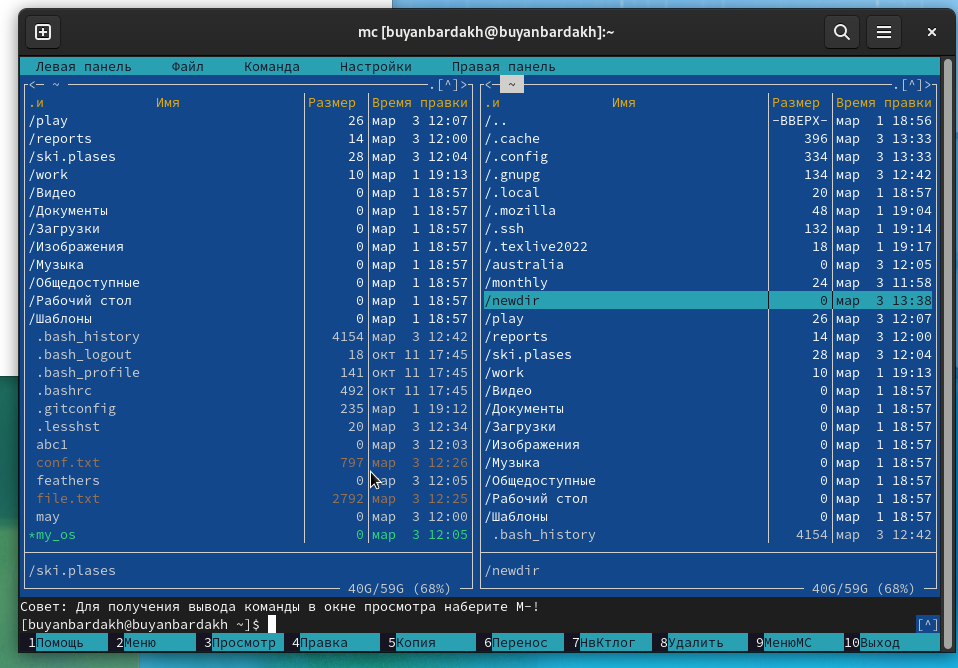 mc [buyanbardakh@buyanbardakh]:~
Левая панель Файл Команда Настройки Правая панель
<— ~ .[^]> <— ~ .[^]>
.и Имя Размер Время правки .и Имя Размер Время правки
/play 26 мар 3 12:07 /.. -ВВЕРХ- мар 1 18:56
/reports 14 мар 3 12:00 /.cache 396 мар 3 13:33
/ski.plases 28 мар 3 12:04 /.config 334 мар 3 13:33
/work 10 мар 1 19:13 /.gnupg 134 мар 3 12:42
/Видео 0 мар 1 18:57 /.local 20 мар 1 18:57
/Документы 0 мар 1 18:57 /.mozilla 48 мар 1 19:04
/Загрузки 0 мар 1 18:57 /.ssh 132 мар 1 19:14
/Изображения 0 мар 1 18:57 /.texlive2022 18 мар 1 19:17
/Музыка 0 мар 1 18:57 /australia 0 мар 3 12:05
/Общедоступные 0 мар 1 18:57 /monthly 24 мар 3 11:58
/Рабочий стол 0 мар 1 18:57 /newdir 0 мар 3 13:38
/Шаблоны 0 мар 1 18:57 /play 26 мар 3 12:07
.bash_history 4154 мар 3 12:42 /reports 14 мар 3 12:00
.bash_logout 18 окт 11 17:45 /ski.plases 28 мар 3 12:04
.bash_profile 141 окт 11 17:45 /work 10 мар 1 19:13
.bashrc 492 окт 11 17:45 /Видео 0 мар 1 18:57
.gitconfig 235 мар 1 19:12 /Документы 0 мар 1 18:57
.lesshst 20 мар 3 12:34 /Загрузки 0 мар 1 18:57
abc1 0 мар 3 12:03 /Изображения 0 мар 1 18:57
conf.txt 797 мар 3 12:26 /Музыка 0 мар 1 18:57
feathers 0 мар 3 12:05 /Общедоступные 0 мар 1 18:57
file.txt 2792 мар 3 12:25 /Рабочий стол 0 мар 1 18:57
may 0 мар 3 12:00 /Шаблоны 0 мар 1 18:57
*my_os 0 мар 3 12:05 .bash_history 4154 мар 3 12:42
/ski.plases /newdir
40G/59G (68%) 40G/59G (68%)
Совет: Для получения вывода команды в окне просмотра наберите M-!
[buyanbardakh@buyanbardakh ~]$ [^]
1Помощь 2Меню 3Просмотр 4Правка 5Копия 6Перенос 7НвКтлог 8Удалить 9МенюМС 10Выход